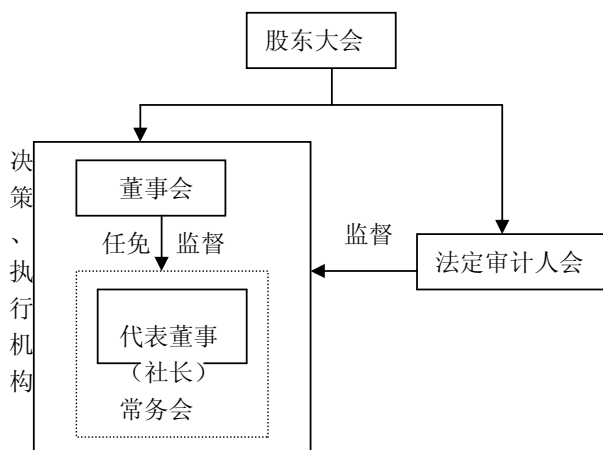 股东大会
决策、执行机构
董事会
任免 监督
监督
法定审计人会
代表董事
（社长）
常务会